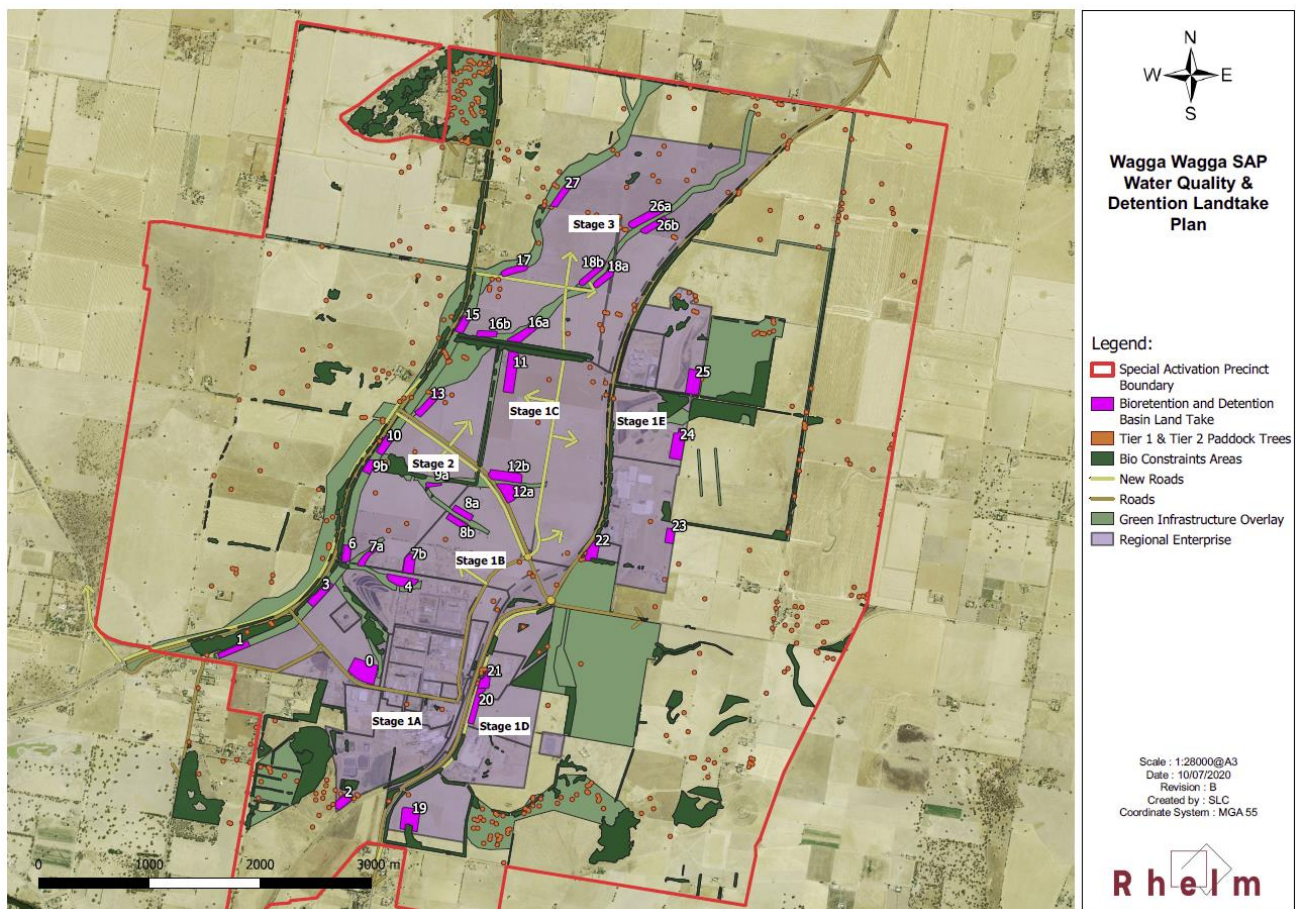 N
W E
S
Wagga Wagga SAP
Water Quality &
Detention Landtake
Plan
Legend:
Special Activation Precinct
Boundary
Bioretention and Detention
Basin Land Take
Tier 1 & Tier 2 Paddock Trees
Bio Constraints Areas
New Roads
Roads
Green Infrastructure Overlay
Regional Enterprise
Scale : 1:28000@A3
Date : 10/07/2020
Revision : B
Created by : SLC
Coordinate System : MGA 55
Rhelm
27
26a
Stage 3
26b
17
18b
18a
15
16b
16a
11
25
13
Stage 1C
Stage 1E
10
24
Stage 2
9b
9a
12b
12a
8a
8b
23
6
7a
7b
Stage 1B
22
4
3
1
0
21
20
Stage 1A
Stage 1D
2
19
0 1000 2000 3000 m